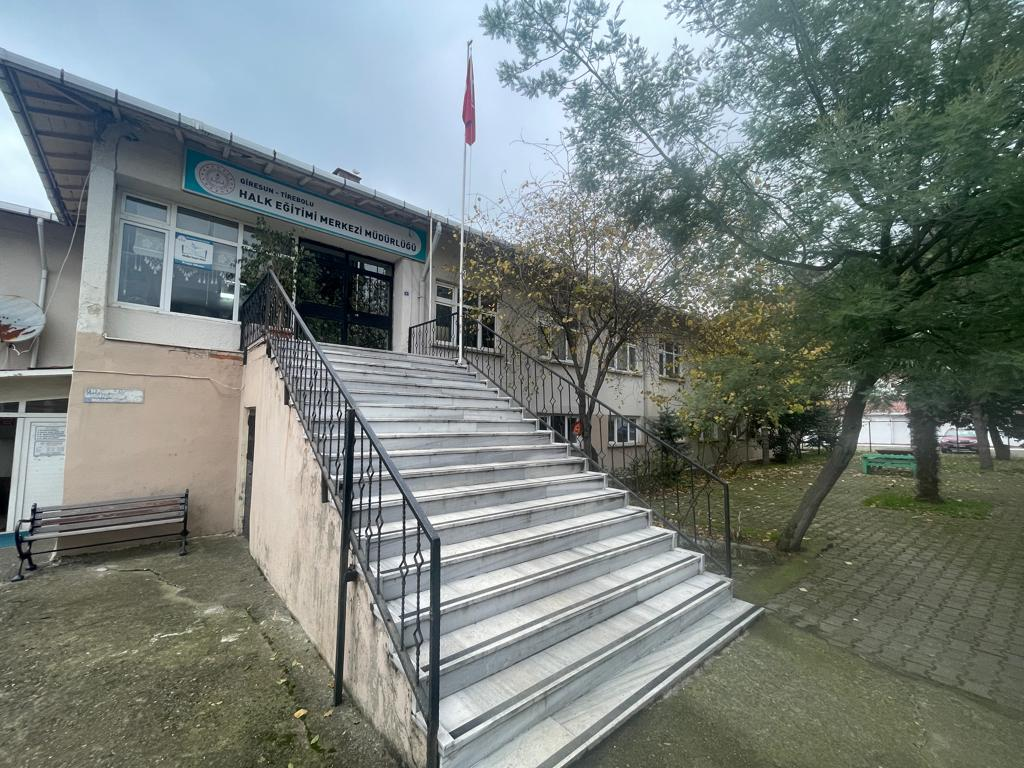 GİRESUN - TİREBOLU
HALK EĞİTİMİ MERKEZİ MÜDÜRLÜĞÜ